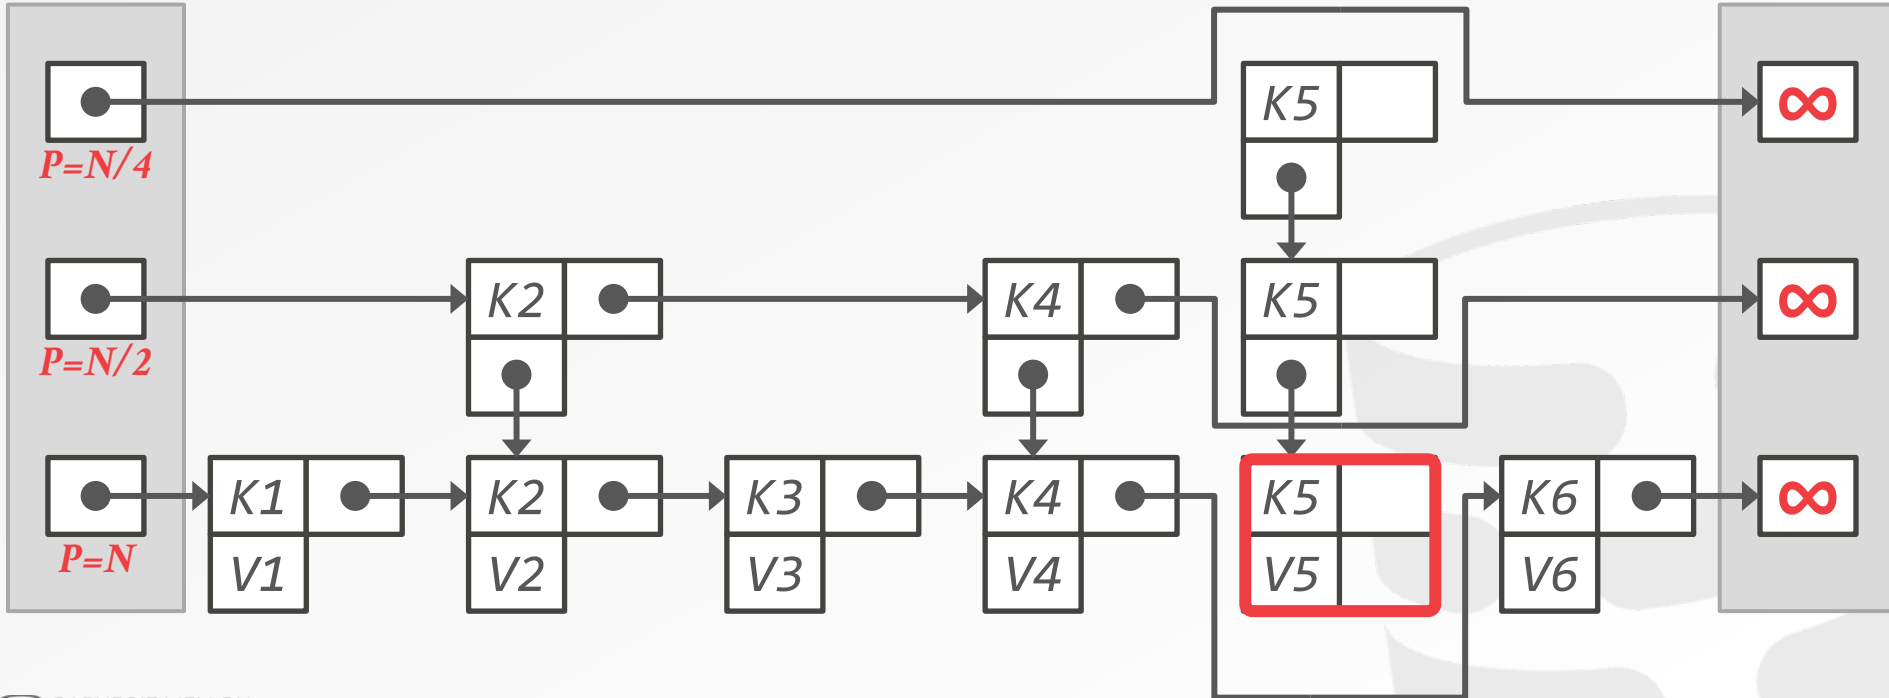 K5 ∞
P=N/4
K2 K4 K5 ∞
P=N/2
K1 K2 K3 K4 K5 K6 ∞
P=N
V1 V2 V3 V4 V5 V6